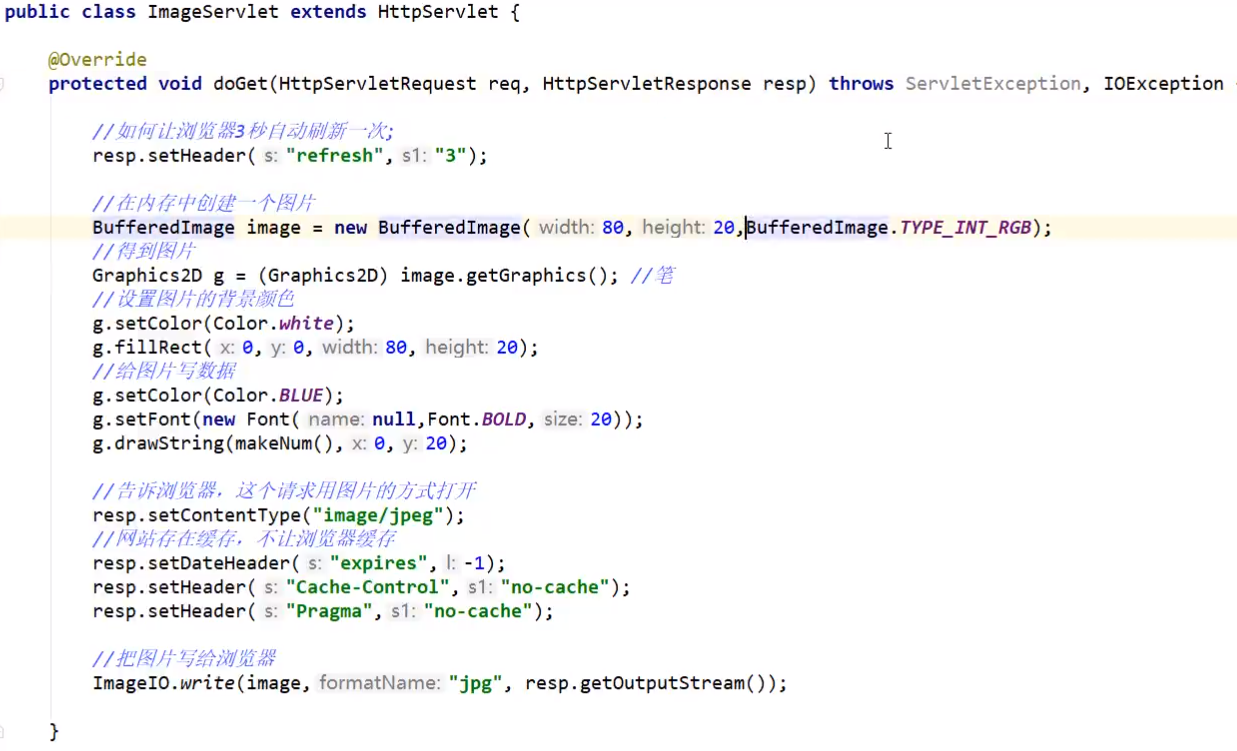 public class ImageServlet extends HttpServlet {
@Override
protected void doGet(HttpServletRequest req, HttpServletResponse resp) throws ServletException, IOException {
//如何让浏览器3秒自动刷新一次;
resp.setHeader( s: "refresh", s1: "3");
//在内存中创建一个图片
BufferedImage image = new BufferedImage( width: 80, height: 20,BufferedImage.TYPE_INT_RGB);
//得到图片
Graphics2D g = (Graphics2D) image.getGraphics(); //笔
//设置图片的背景颜色
g.setColor(Color.white);
g.fillRect( x: 0, y: 0, width: 80, height: 20);
//给图片写数据
g.setColor(Color.BLUE);
g.setFont(new Font( name: null,Font.BOLD, size: 20));
g.drawString(makeNum(), x: 0, y: 20);
//告诉浏览器，这个请求用图片的方式打开
resp.setContentType("image/jpeg");
//网站存在缓存，不让浏览器缓存
resp.setDateHeader( s: "expires", l: -1);
resp.setHeader( s: "Cache-Control", s1: "no-cache");
resp.setHeader( s: "Pragma", s1: "no-cache");
//把图片写给浏览器
ImageIO.write(image, formatName: "jpg", resp.getOutputStream());
}